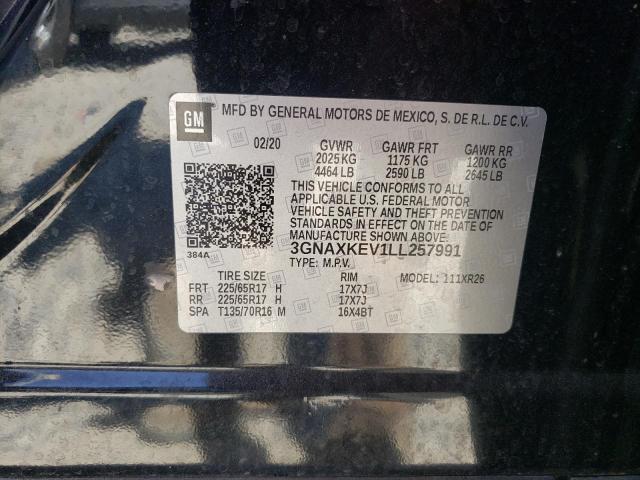 GM MFD BY GENERAL MOTORS DE MEXICO, S. DE R.L. DE C.V.
02/20 GVWR GAWR FRT GAWR RR
2025 KG 1175 KG 1200 KG
4464 LB 2590 LB 2645 LB
THIS VEHICLE CONFORMS TO ALL
APPLICABLE U.S. FEDERAL MOTOR
VEHICLE SAFETY AND THEFT PREVENTION
STANDARDS IN EFFECT ON THE DATE OF
MANUFACTURE SHOWN ABOVE.
384A 3GNAXKEV1LL257991
TYPE: M.P.V.
TIRE SIZE RIM MODEL: 111XR26
FRT 225/65R17 H 17X7J
RR 225/65R17 H 17X7J
SPA T135/70R16 M 16X4BT